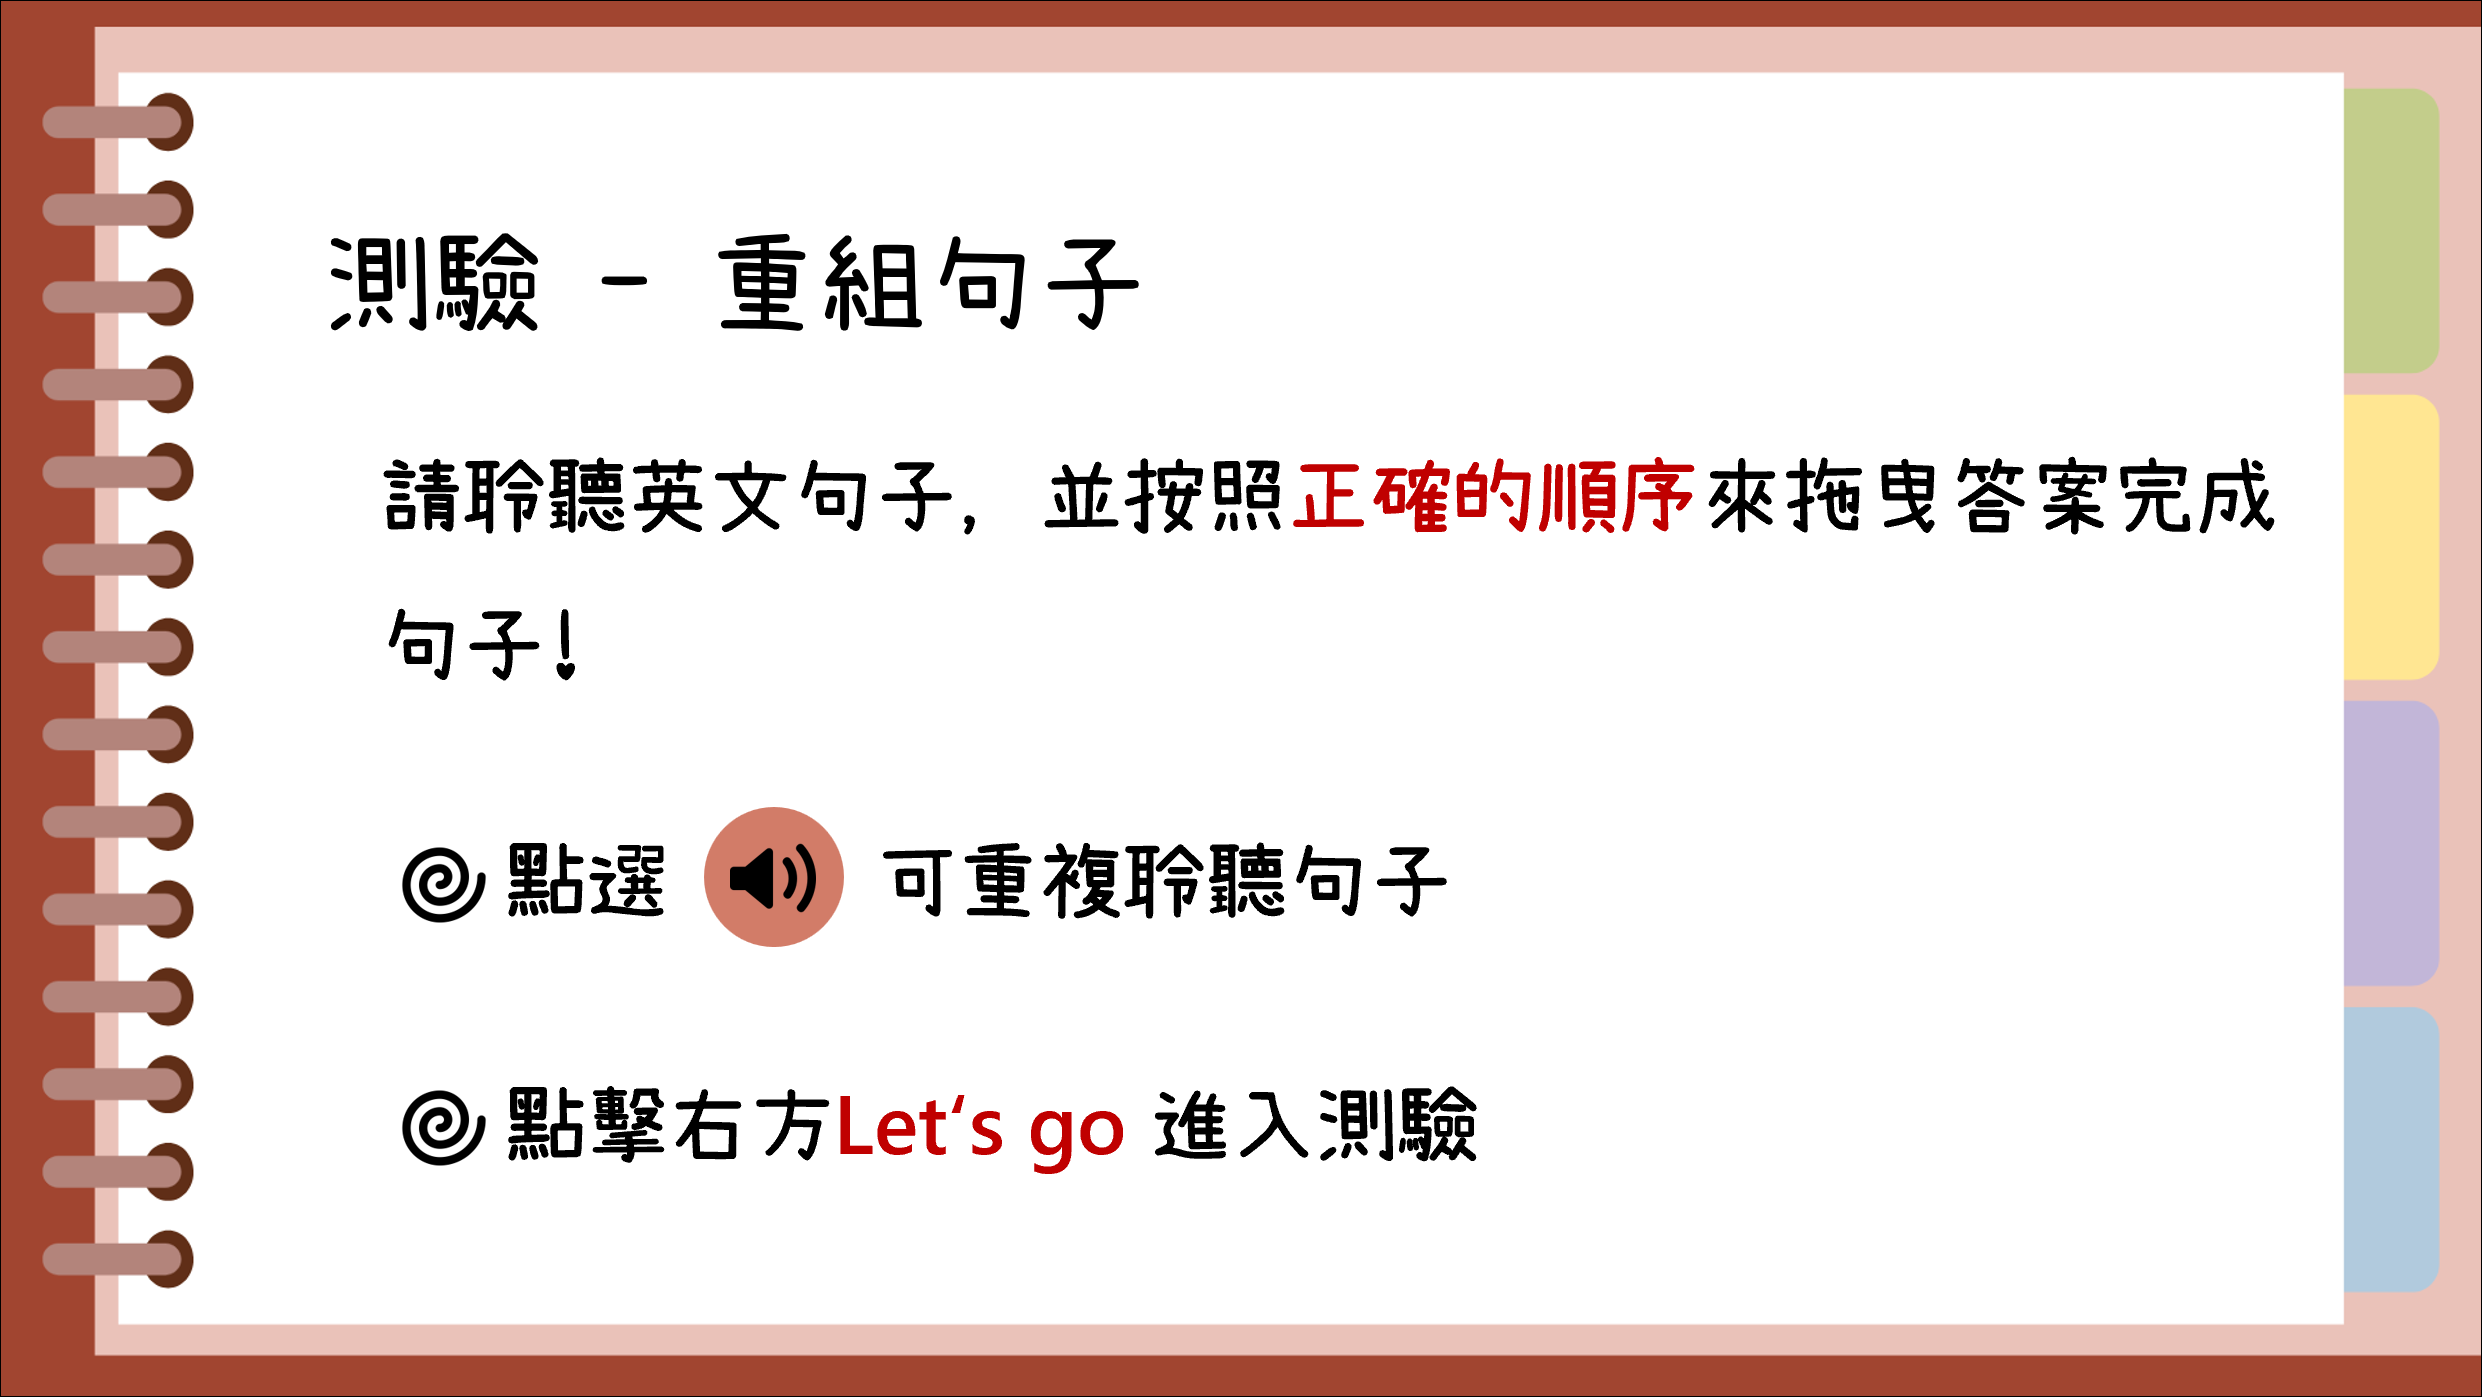 測驗 - 重組句子
請聆聽英文句子, 並按照正確的順序來拖曳答案完成
句子!
點選 可重複聆聽句子
點擊右方Let‘s go 進入測驗